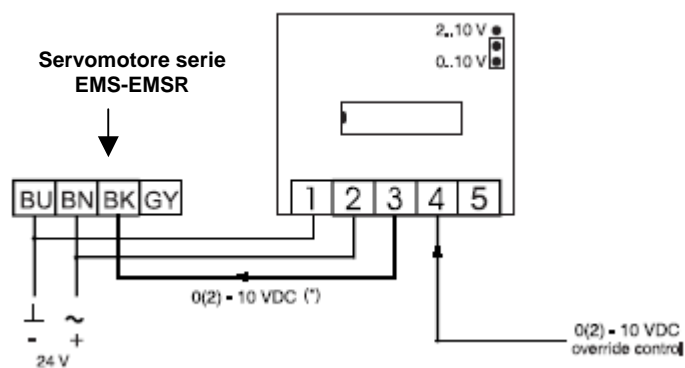 2..10 V
0..10 V
Servomotore serie
EMS-EMSR
BU BN BK GY
1 2 3 4 5
0(2) - 10 VDC (*)
⊥ ~
- +
24 V
0(2) - 10 VDC
override control